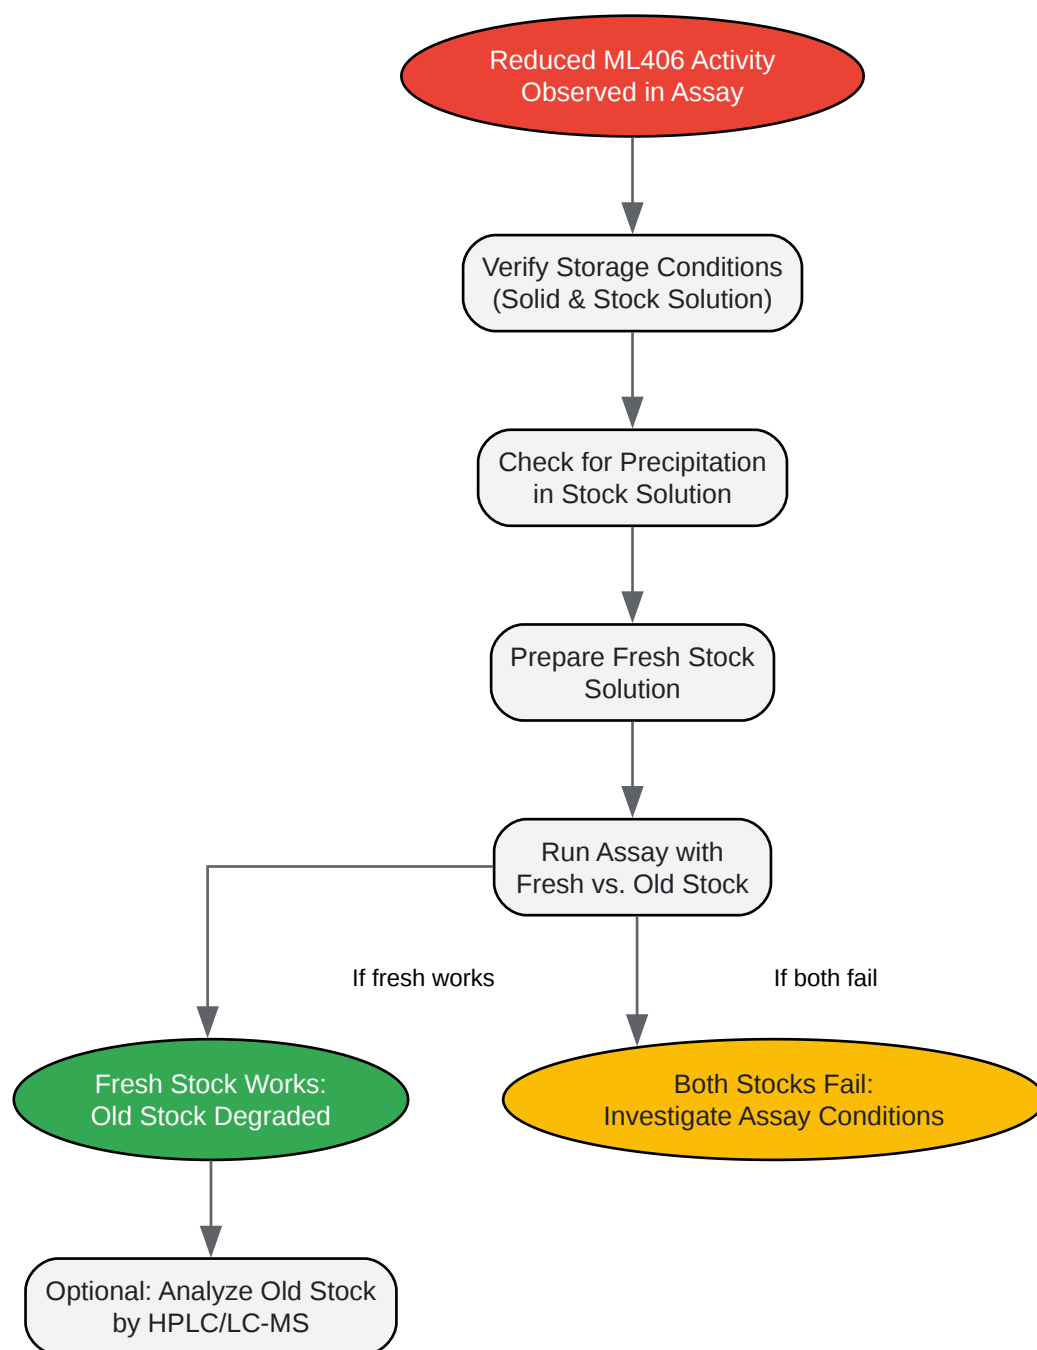 Reduced ML406 Activity
Observed in Assay
Verify Storage Conditions
(Solid & Stock Solution)
Check for Precipitation
in Stock Solution
Prepare Fresh Stock
Solution
Run Assay with
Fresh vs. Old Stock
If fresh works
If both fail
Fresh Stock Works:
Old Stock Degraded
Both Stocks Fail:
Investigate Assay Conditions
Optional: Analyze Old Stock
by HPLC/LC-MS